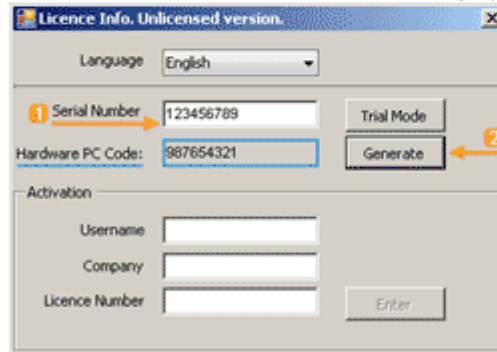 Licence Info. Unlicensed version.
Language English
1 Serial Number 123456789 Trial Mode
Hardware PC Code: 987654321 Generate 2
Activation
Username
Company
Licence Number Enter